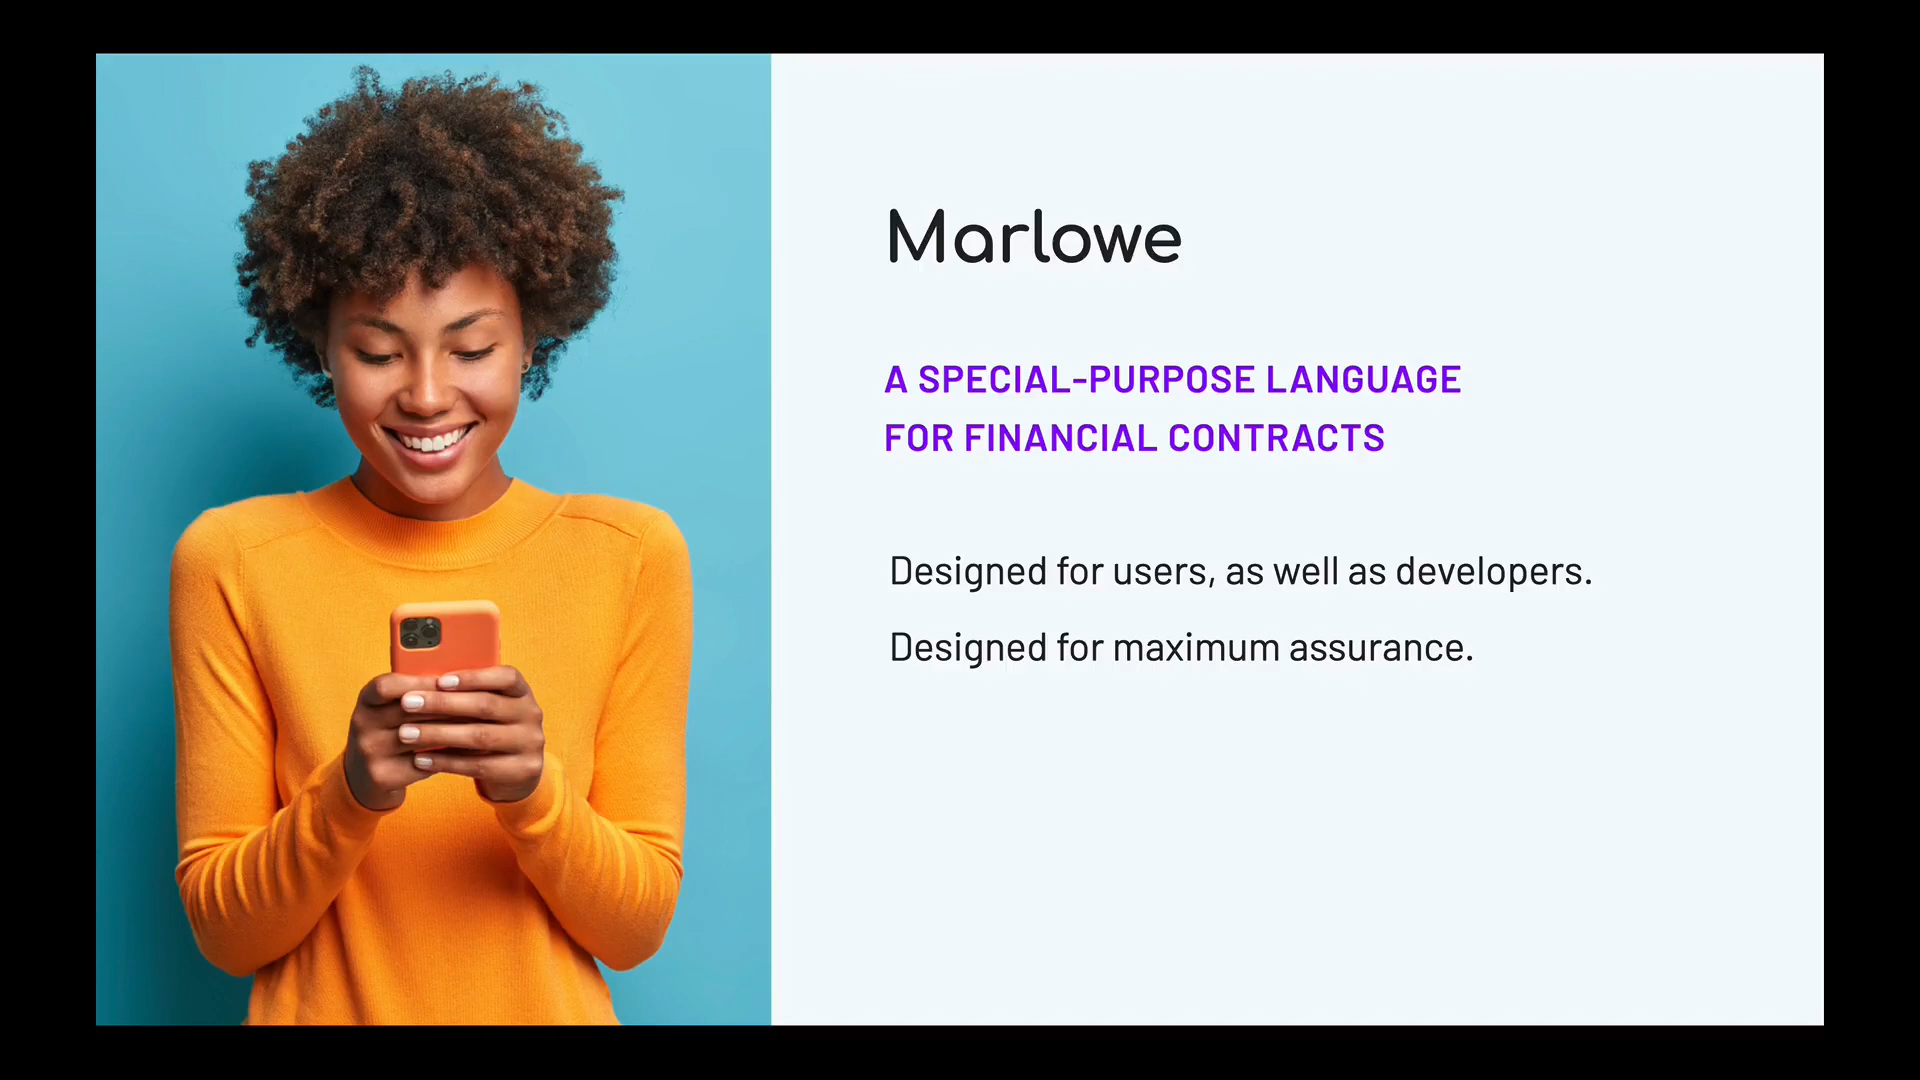 Marlowe
A SPECIAL-PURPOSE LANGUAGE
FOR FINANCIAL CONTRACTS
Designed for users, as well as developers.
Designed for maximum assurance.